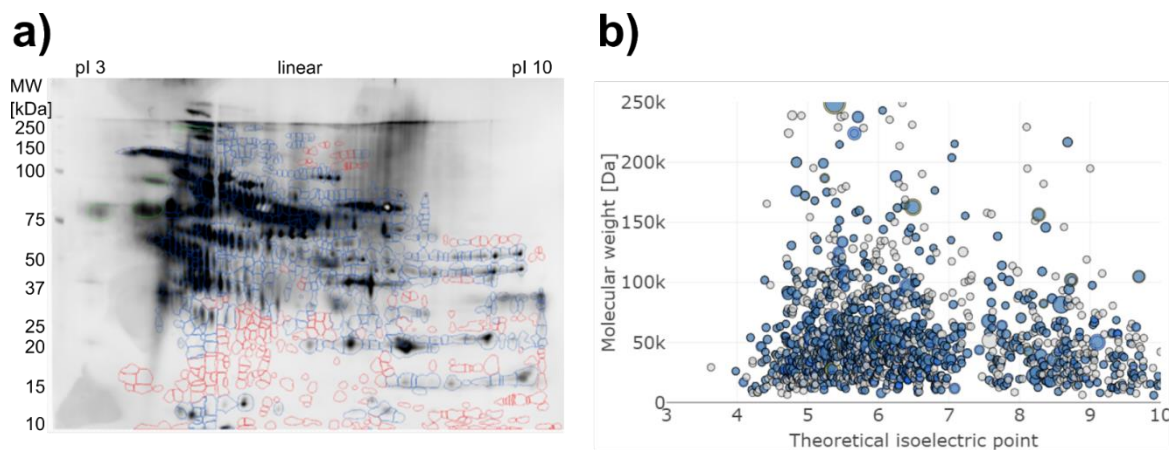 a)
pI 3 linear pI 10
MW
[kDa]
250
150
100
75
50
37
25
20
15
10
b)
250k
200k
150k
100k
50k
0
3 4 5 6 7 8 9 10
Molecular weight [Da]
Theoretical isoelectric point